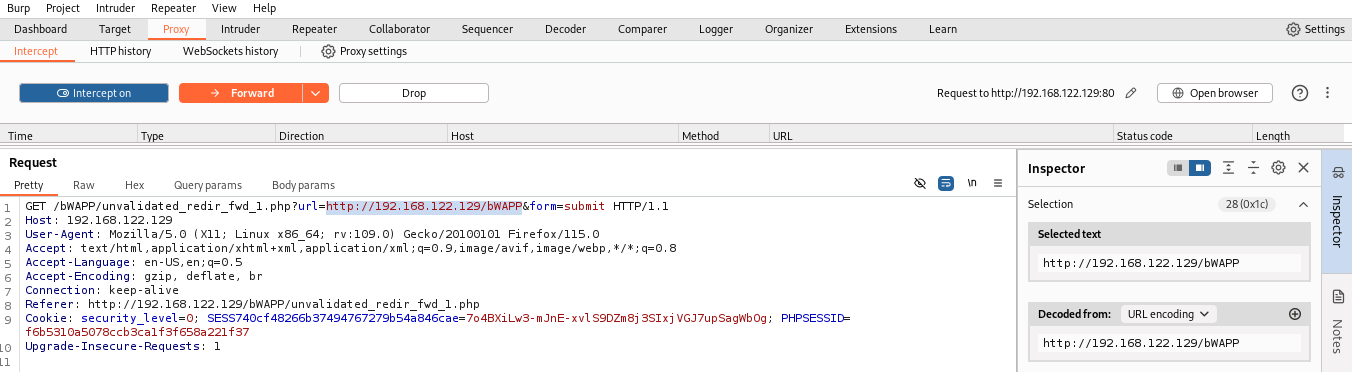 Burp Project Intruder Repeater View Help
Dashboard Target Proxy Intruder Repeater Collaborator Sequencer Decoder Comparer Logger Organizer Extensions Learn Settings
Intercept HTTP history WebSockets history Proxy settings
Intercept on Forward Drop Request to http://192.168.122.129:80 Open browser
Time Type Direction Host Method URL Status code Length
Request
Pretty Raw Hex Query params Body params \n
1 GET /bWAPP/unvalidated_redir_fwd_1.php?url=http://192.168.122.129/bWAPP&form=submit HTTP/1.1
2 Host: 192.168.122.129
3 User-Agent: Mozilla/5.0 (X11; Linux x86_64; rv:109.0) Gecko/20100101 Firefox/115.0
4 Accept: text/html,application/xhtml+xml,application/xml;q=0.9,image/avif,image/webp,*/*;q=0.8
5 Accept-Language: en-US,en;q=0.5
6 Accept-Encoding: gzip, deflate, br
7 Connection: keep-alive
8 Referer: http://192.168.122.129/bWAPP/unvalidated_redir_fwd_1.php
9 Cookie: security_level=0; SESS740cf48266b37494767279b54a846cae=7o4BXiLw3-mJnE-xvlS9DZm8j3SIxjVGJ7upSagWbOg; PHPSESSID=
f6b5310a5078ccb3ca1f3f658a221f37
10 Upgrade-Insecure-Requests: 1
11
Inspector
Selection 28 (0x1c)
Selected text
http://192.168.122.129/bWAPP
Decoded from: URL encoding
http://192.168.122.129/bWAPP
Inspector
Notes